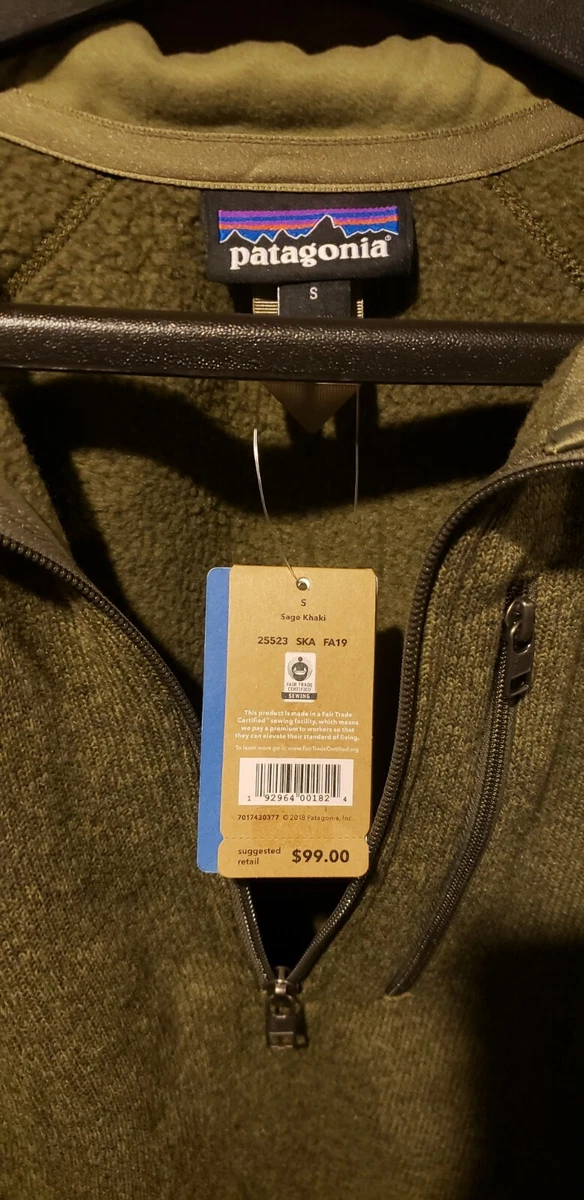 patagonia®
S
S
Sage Khaki
25523 SKA FA19
FAIR TRADE
CERTIFIED
SEWING
This product is made in a Fair Trade
Certified™ sewing facility, which means
we pay a premium to workers so that
they can elevate their standard of living.
To learn more go to www.FairTradeCertified.org
1 92964 00182 4
7017430377 © 2018 Patagonia, Inc.
suggested
retail $99.00